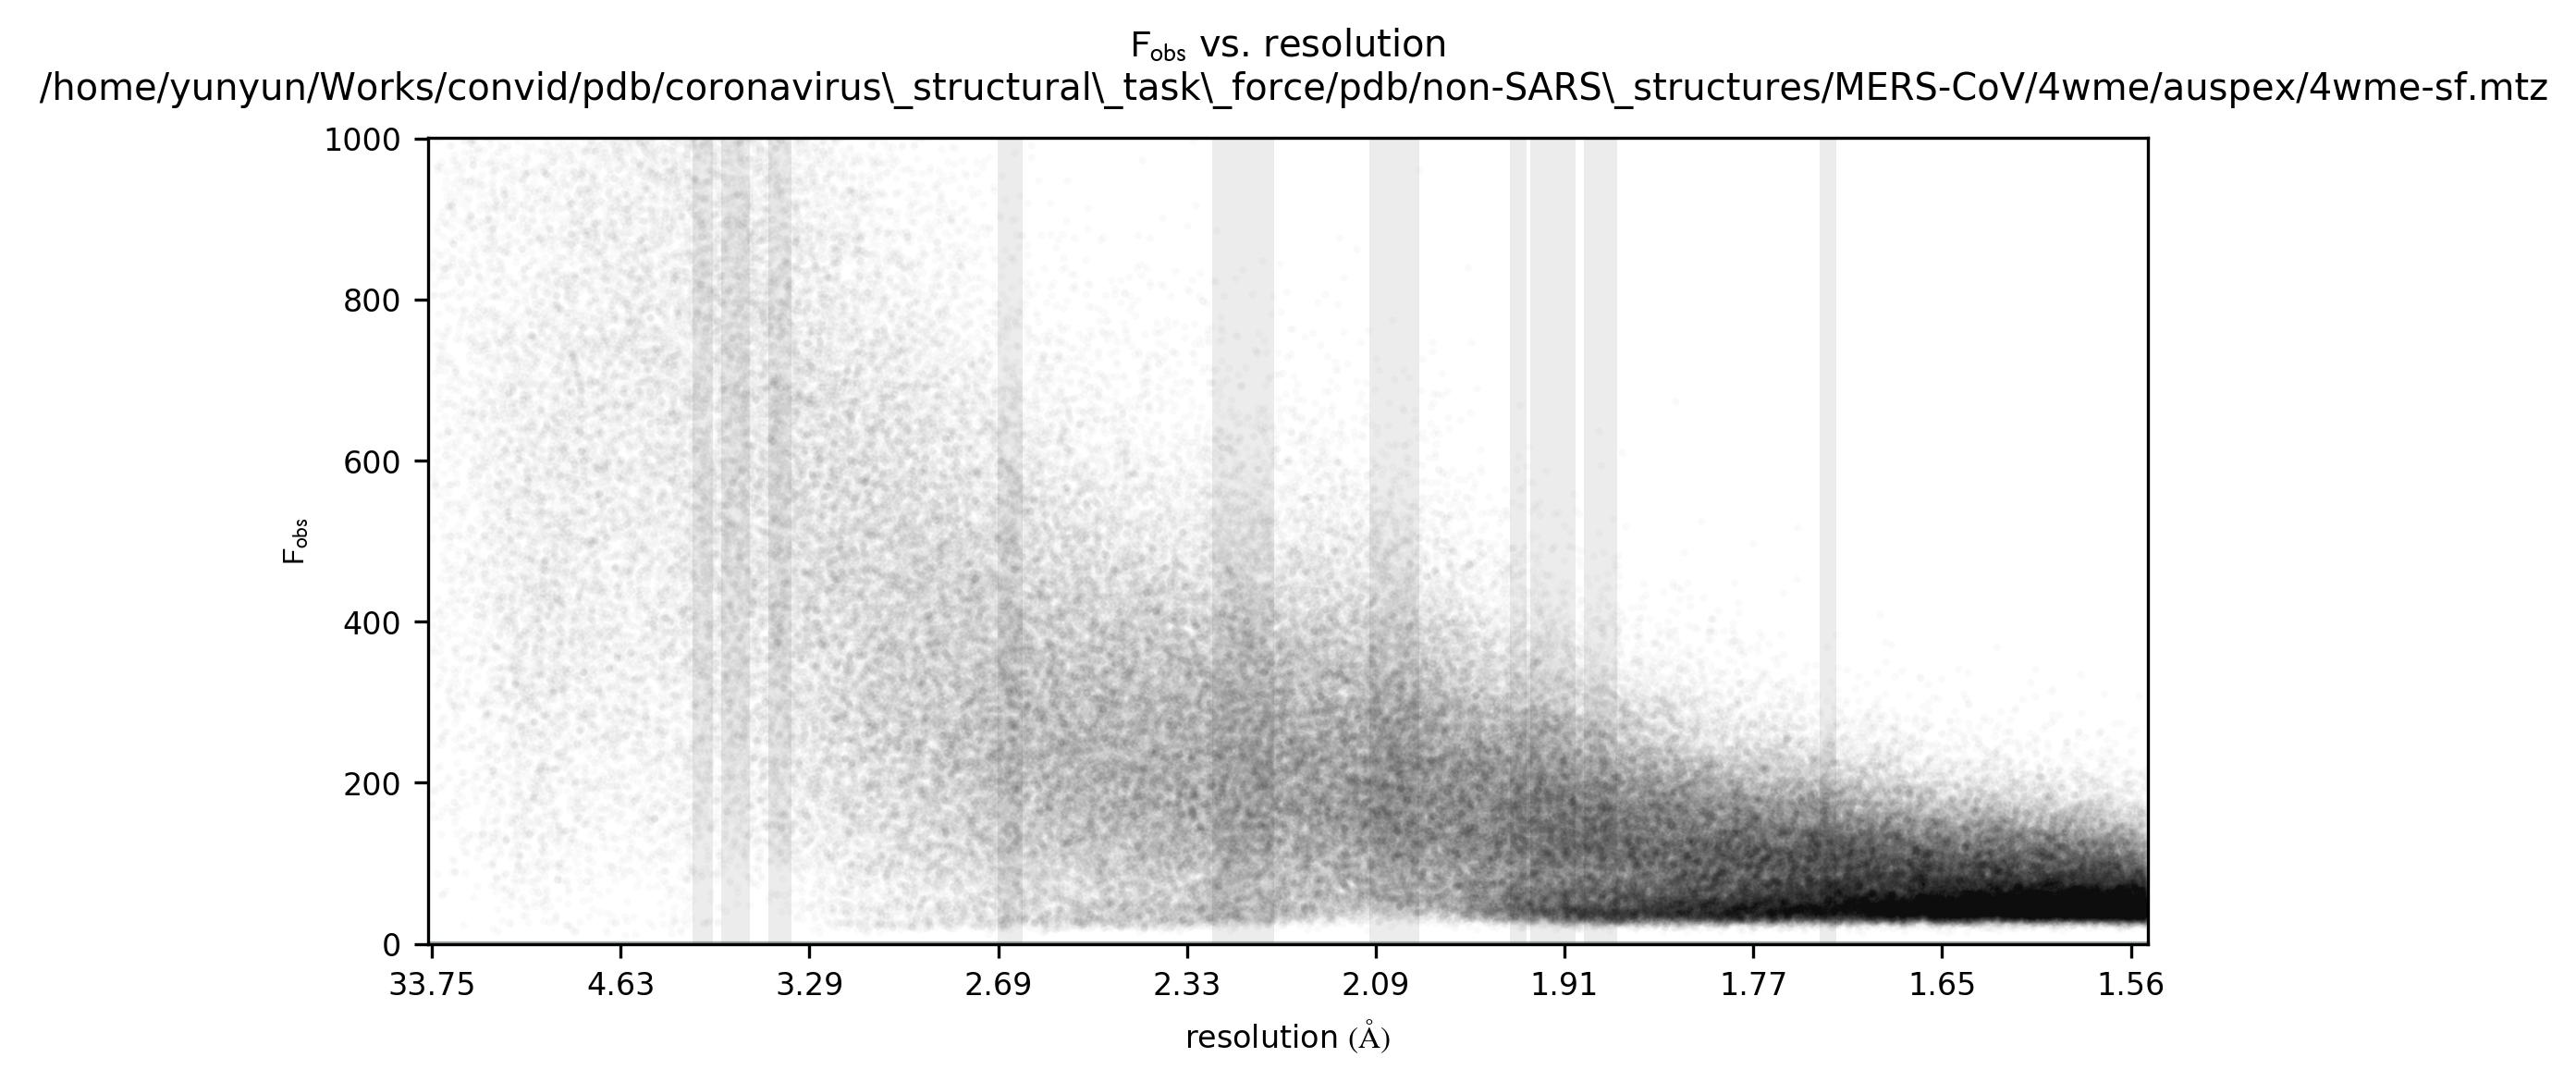 Fobs vs. resolution
/home/yunyun/Works/convid/pdb/coronavirus\_structural\_task\_force/pdb/non-SARS\_structures/MERS-CoV/4wme/auspex/4wme-sf.mtz
1000
800
600
400
200
0
Fobs
33.75 4.63 3.29 2.69 2.33 2.09 1.91 1.77 1.65 1.56
resolution (Å)